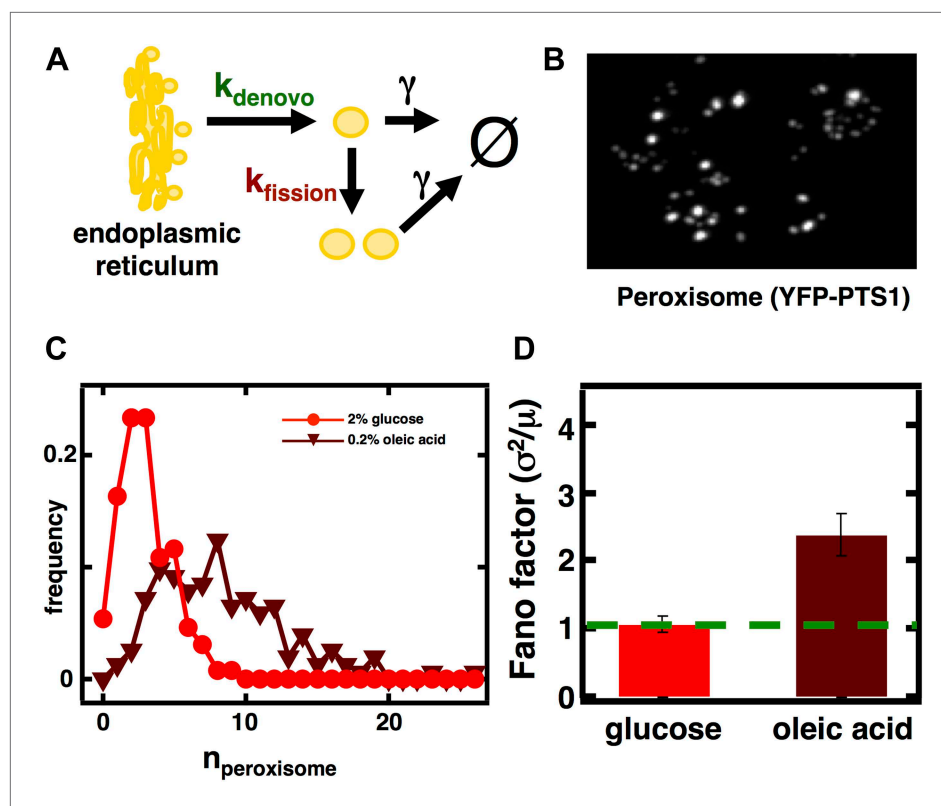 A
k_denovo
γ
Ø
k_fission
γ
endoplasmic
reticulum
B
Peroxisome (YFP-PTS1)
C
frequency
0.2
0
2% glucose
0.2% oleic acid
0
10
20
n_peroxisome
D
Fano factor (σ²/μ)
4
3
2
1
0
glucose
oleic acid